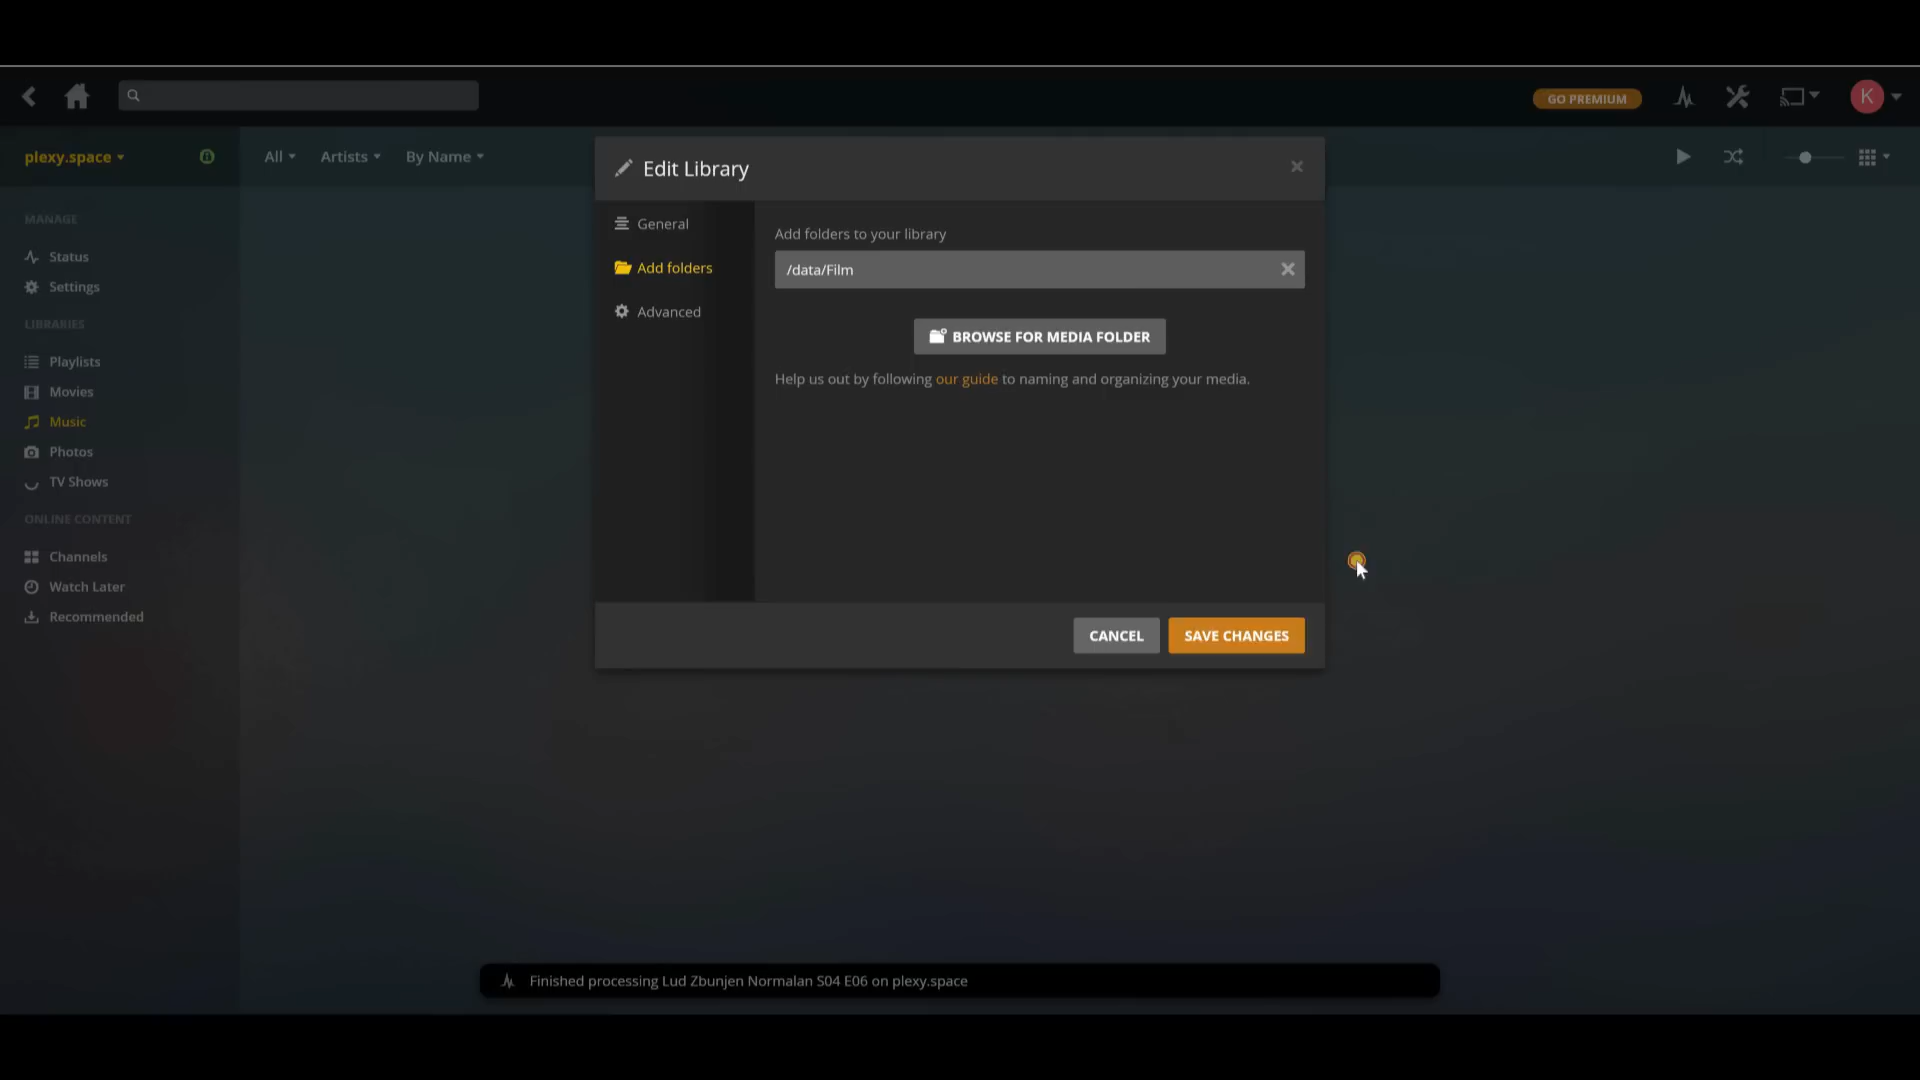 GO PREMIUM
K
plexy.space
All
Artists
By Name
MANAGE
Status
Settings
LIBRARIES
Playlists
Movies
Music
Photos
TV Shows
ONLINE CONTENT
Channels
Watch Later
Recommended
Edit Library
General
Add folders
Advanced
Add folders to your library
/data/Film
BROWSE FOR MEDIA FOLDER
Help us out by following our guide to naming and organizing your media.
CANCEL
SAVE CHANGES
Finished processing Lud Zbunjen Normalan S04 E06 on plexy.space